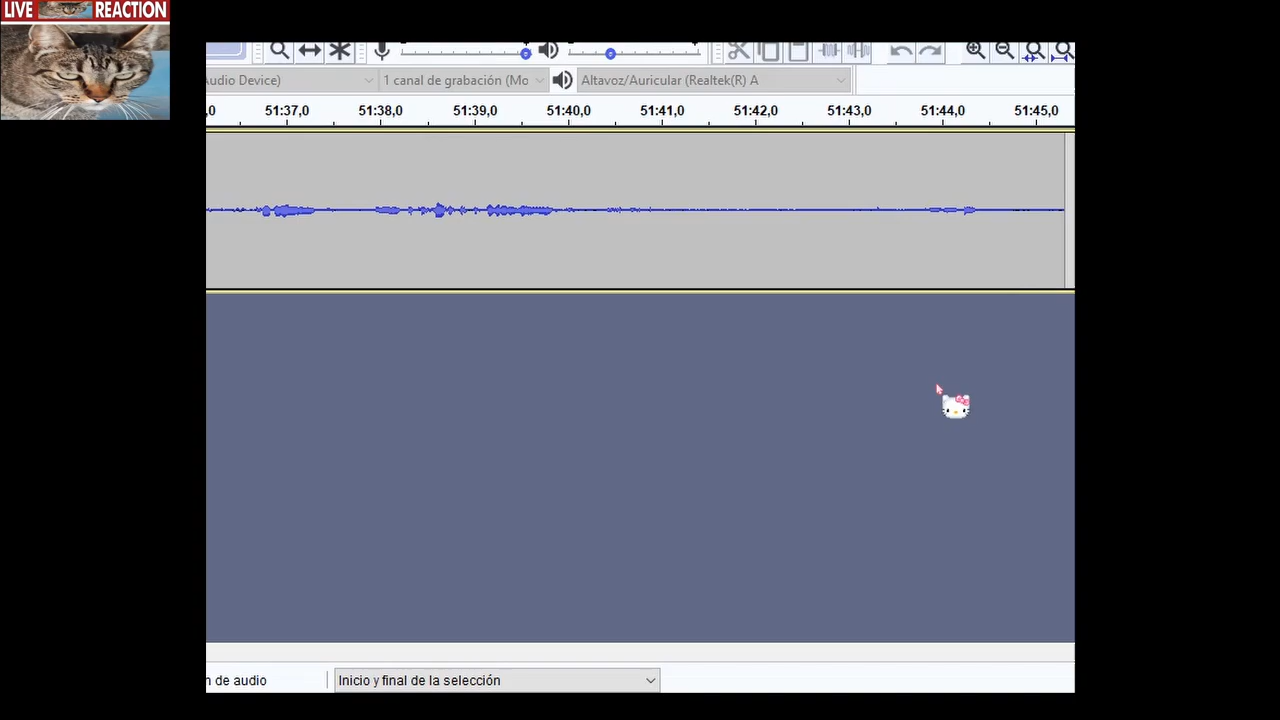 LIVE REACTION
udio Device)
1 canal de grabación (Mo
Altavoz/Auricular (Realtek(R) A
,0 51:37,0 51:38,0 51:39,0 51:40,0 51:41,0 51:42,0 51:43,0 51:44,0 51:45,0
n de audio
Inicio y final de la selección